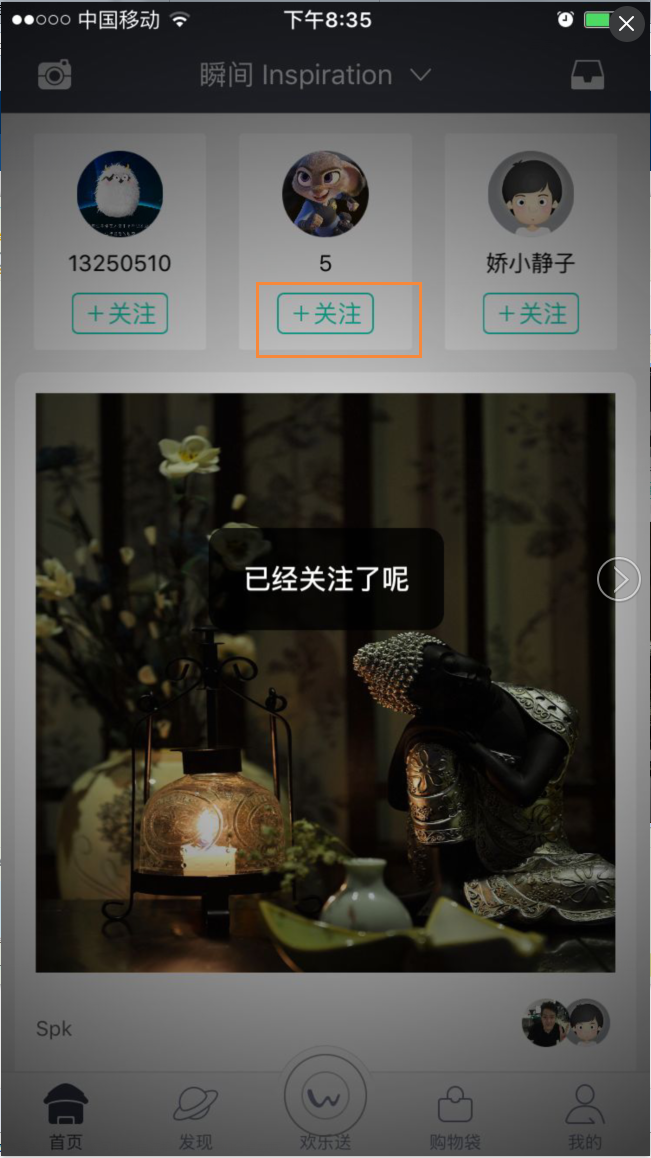 中国移动
下午8:35
瞬间 Inspiration
13250510
5
娇小静子
+关注
+关注
+关注
已经关注了呢
Spk
首页
发现
欢乐送
购物袋
我的